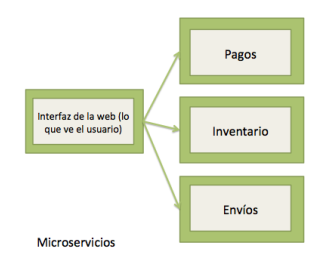 Pagos
Interfaz de la web (lo
que ve el usuario)
Inventario
Envíos
Microservicios